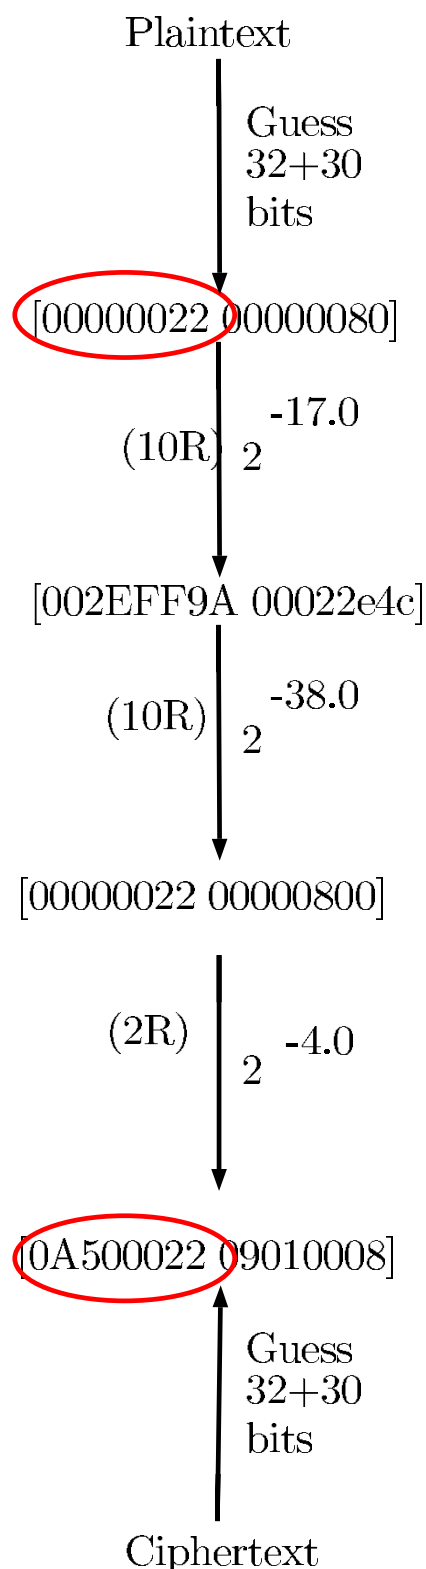 Plaintext
Guess
32+30
bits
[00000022 00000080]
(10R) 2 -17.0
[002EFF9A 00022e4c]
(10R) 2 -38.0
[00000022 00000800]
(2R) 2 -4.0
[0A500022 09010008]
Guess
32+30
bits
Ciphertext